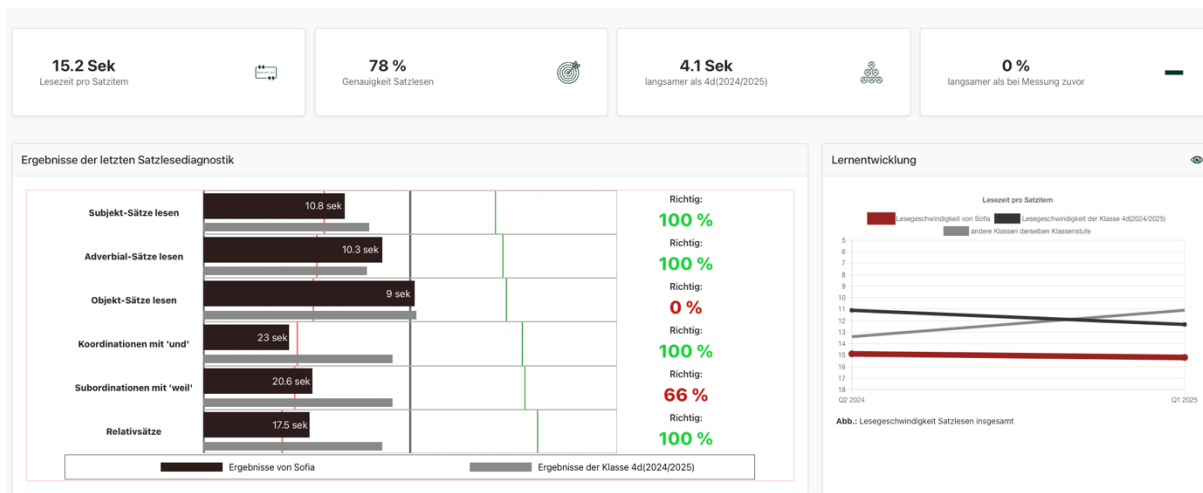 15.2 Sek
Lesezeit pro Satzitem
78 %
Genauigkeit Satzlesen
4.1 Sek
langsamer als 4d(2024/2025)
0 %
langsamer als bei Messung zuvor
Ergebnisse der letzten Satzlesediagnostik
Subjekt-Sätze lesen
10.8 sek
Richtig:
100 %
Adverbial-Sätze lesen
10.3 sek
Richtig:
100 %
Objekt-Sätze lesen
9 sek
Richtig:
0 %
Koordinationen mit 'und'
23 sek
Richtig:
100 %
Subordinationen mit 'weil'
20.6 sek
Richtig:
66 %
Relativsätze
17.5 sek
Richtig:
100 %
Ergebnisse von Sofia
Ergebnisse der Klasse 4d(2024/2025)
Lernentwicklung
Lesezeit pro Satzitem
Lesegeschwindigkeit von Sofia
Lesegeschwindigkeit der Klasse 4d(2024/2025)
andere Klassen derselben Klassenstufe
5
6
7
8
9
10
11
12
13
14
15
16
17
18
Q2 2024
Q1 2025
Abb.: Lesegeschwindigkeit Satzlesen insgesamt